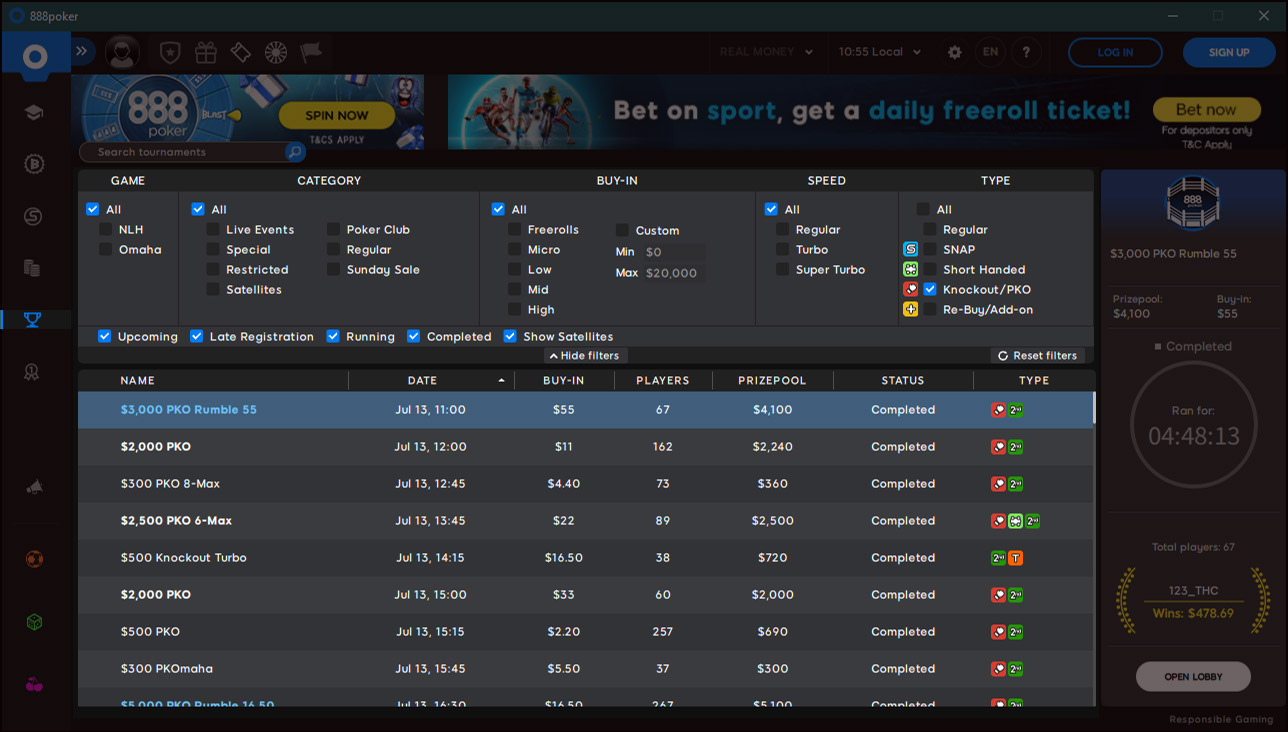 888poker
REAL MONEY
10:55 Local
EN
?
LOG IN
SIGN UP
888
poker
BLAST
SPIN NOW
T&CS APPLY
Bet on sport, get a daily freeroll ticket!
Bet now
For depositors only
T&C Apply
Search tournaments
GAME CATEGORY BUY-IN SPEED TYPE
All
NLH
Omaha
All
Live Events
Special
Restricted
Satellites
Poker Club
Regular
Sunday Sale
All
Freerolls
Micro
Low
Mid
High
Custom
Min $0
Max $20,000
All
Regular
Turbo
Super Turbo
All
Regular
SNAP
Short Handed
Knockout/PKO
Re-Buy/Add-on
Upcoming Late Registration Running Completed Show Satellites
Hide filters
Reset filters
NAME DATE BUY-IN PLAYERS PRIZEPOOL STATUS TYPE
$3,000 PKO Rumble 55 Jul 13, 11:00 $55 67 $4,100 Completed 2nd
$2,000 PKO Jul 13, 12:00 $11 162 $2,240 Completed 2nd
$300 PKO 8-Max Jul 13, 12:45 $4.40 73 $360 Completed 2nd
$2,500 PKO 6-Max Jul 13, 13:45 $22 89 $2,500 Completed 2nd
$500 Knockout Turbo Jul 13, 14:15 $16.50 38 $720 Completed 2nd T
$2,000 PKO Jul 13, 15:00 $33 60 $2,000 Completed 2nd
$500 PKO Jul 13, 15:15 $2.20 257 $690 Completed 2nd
$300 PKOmaha Jul 13, 15:45 $5.50 37 $300 Completed 2nd
$5,000 PKO Rumble 16.50 Jul 13, 16:30 $16.50 267 $5,100 Completed 2nd
888
$3,000 PKO Rumble 55
Prizepool: Buy-in:
$4,100 $55
Completed
Ran for:
04:48:13
Total players: 67
123_THC
Wins: $478.69
OPEN LOBBY
Responsible Gaming